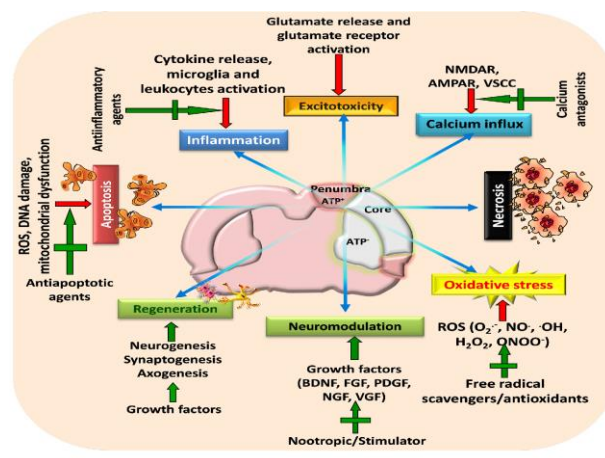 Glutamate release and
glutamate receptor
activation
Cytokine release,
microglia and
leukocytes activation
NMDAR,
AMPAR, VSCC
Antiinflammatory
agents
Calcium
antagonists
Excitotoxicity
Inflammation
Calcium influx
Penumbra
ATP⁺
Core
ATP⁻
ROS, DNA damage,
mitochondrial dysfunction
Apoptosis
Necrosis
Antiapoptotic
agents
Oxidative stress
Regeneration
Neuromodulation
ROS (O₂·⁻, NO·, ·OH,
H₂O₂, ONOO⁻)
Neurogenesis
Synaptogenesis
Axogenesis
Growth factors
(BDNF, FGF, PDGF,
NGF, VGF)
Free radical
scavengers/antioxidants
Growth factors
Nootropic/Stimulator